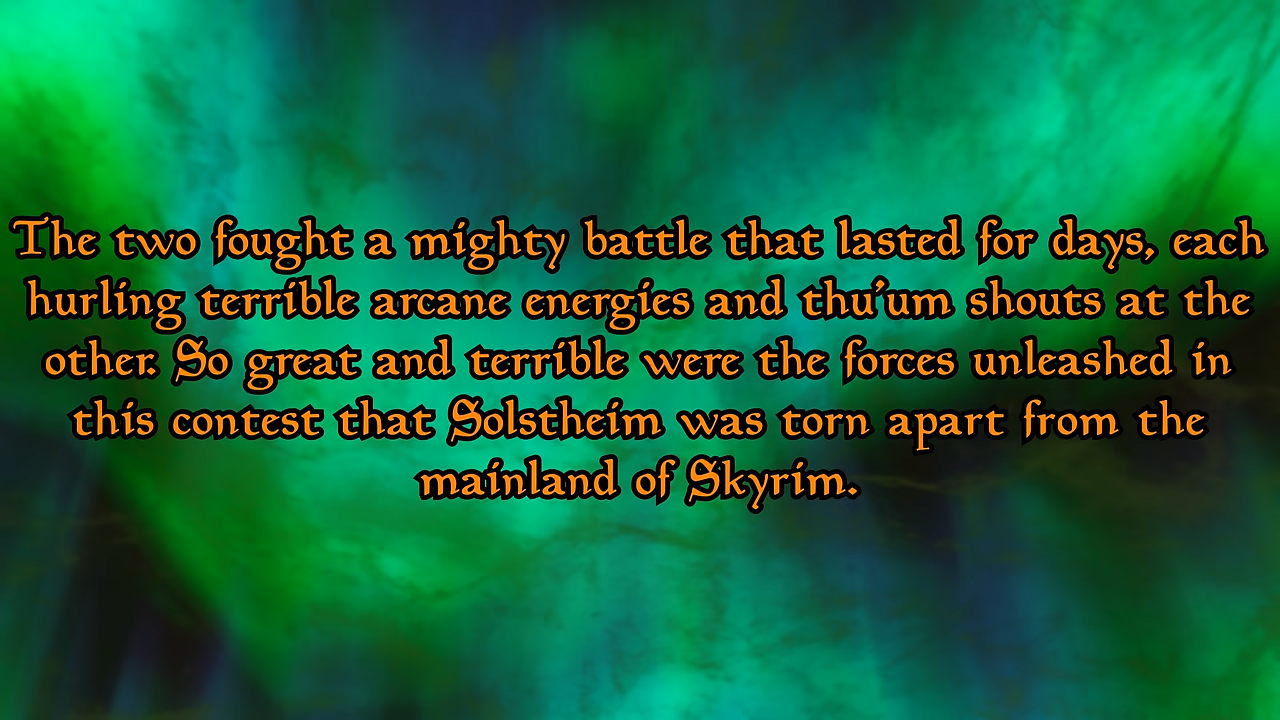 The two fought a mighty battle that lasted for days, each
hurling terrible arcane energies and thu'um shouts at the
other. So great and terrible were the forces unleashed in
this contest that Solstheim was torn apart from the
mainland of Skyrim.